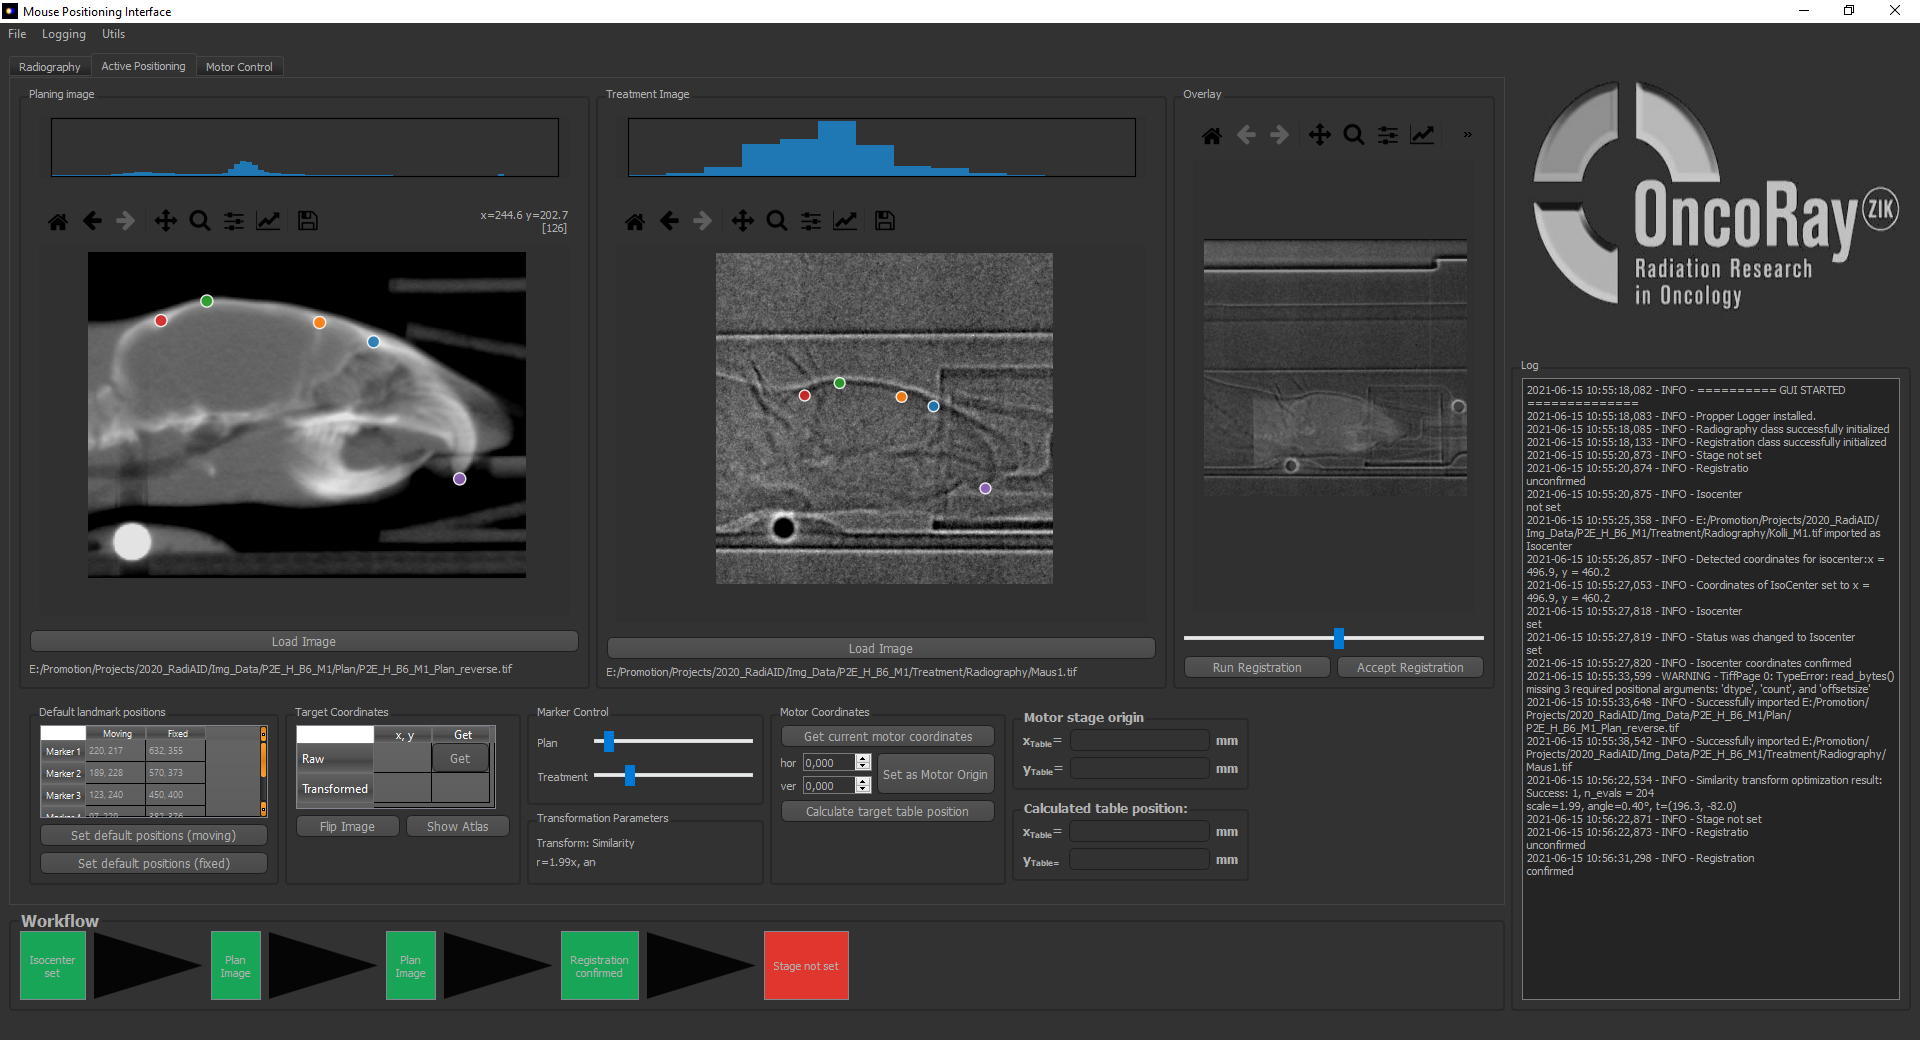 Mouse Positioning Interface
File Logging Utils
Radiography Active Positioning Motor Control
Planing image
x=244.6 y=202.7
[126]
Load Image
E:/Promotion/Projects/2020_RadiAID/Img_Data/P2E_H_B6_M1/Plan/P2E_H_B6_M1_Plan_reverse.tif
Treatment Image
Load Image
E:/Promotion/Projects/2020_RadiAID/Img_Data/P2E_H_B6_M1/Treatment/Radiography/Maus1.tif
Overlay
»
Run Registration Accept Registration
Default landmark positions
Moving Fixed
Marker 1 220, 217 632, 355
Marker 2 189, 228 570, 373
Marker 3 123, 240 450, 400
Marker 4 97, 229 382, 376
Set default positions (moving)
Set default positions (fixed)
Target Coordinates
x, y Get
Raw Get
Transformed
Flip Image Show Atlas
Marker Control
Plan
Treatment
Transformation Parameters
Transform: Similarity
r=1.99x, an
Motor Coordinates
Get current motor coordinates
hor 0,000
ver 0,000
Set as Motor Origin
Calculate target table position
Motor stage origin
xTable= mm
yTable= mm
Calculated table position:
xTable= mm
yTable= mm
Workflow
Isocenter
set
Plan
Image
Plan
Image
Registration
confirmed
Stage not set
OncoRay ZIK
Radiation Research
in Oncology
Log
2021-06-15 10:55:18,082 - INFO - ========== GUI STARTED
==============
2021-06-15 10:55:18,083 - INFO - Propper Logger installed.
2021-06-15 10:55:18,085 - INFO - Radiography class successfully initialized
2021-06-15 10:55:18,133 - INFO - Registration class successfully initialized
2021-06-15 10:55:20,873 - INFO - Stage not set
2021-06-15 10:55:20,874 - INFO - Registratio
unconfirmed
2021-06-15 10:55:20,875 - INFO - Isocenter
not set
2021-06-15 10:55:25,358 - INFO - E:/Promotion/Projects/2020_RadiAID/
Img_Data/P2E_H_B6_M1/Treatment/Radiography/Kolli_M1.tif imported as
Isocenter
2021-06-15 10:55:26,857 - INFO - Detected coordinates for isocenter:x =
496.9, y = 460.2
2021-06-15 10:55:27,053 - INFO - Coordinates of IsoCenter set to x =
496.9, y = 460.2
2021-06-15 10:55:27,818 - INFO - Isocenter
set
2021-06-15 10:55:27,819 - INFO - Status was changed to Isocenter
set
2021-06-15 10:55:27,820 - INFO - Isocenter coordinates confirmed
2021-06-15 10:55:33,599 - WARNING - TiffPage 0: TypeError: read_bytes()
missing 3 required positional arguments: 'dtype', 'count', and 'offsetsize'
2021-06-15 10:55:33,648 - INFO - Successfully imported E:/Promotion/
Projects/2020_RadiAID/Img_Data/P2E_H_B6_M1/Plan/
P2E_H_B6_M1_Plan_reverse.tif
2021-06-15 10:55:38,542 - INFO - Successfully imported E:/Promotion/
Projects/2020_RadiAID/Img_Data/P2E_H_B6_M1/Treatment/Radiography/
Maus1.tif
2021-06-15 10:56:22,534 - INFO - Similarity transform optimization result:
Success: 1, n_evals = 204
scale=1.99, angle=0.40°, t=(196.3, -82.0)
2021-06-15 10:56:22,871 - INFO - Stage not set
2021-06-15 10:56:22,873 - INFO - Registratio
unconfirmed
2021-06-15 10:56:31,298 - INFO - Registration
confirmed